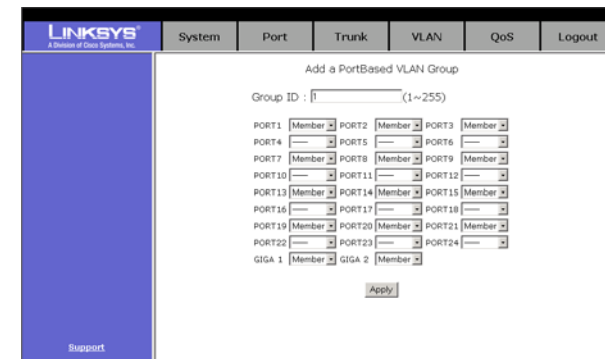 LINKSYS®
A Division of Cisco Systems, Inc.
System Port Trunk VLAN QoS Logout
Add a PortBased VLAN Group
Group ID : 1 (1~255)
PORT1 Member PORT2 Member PORT3 Member
PORT4 ---- PORT5 ---- PORT6 ----
PORT7 Member PORT8 Member PORT9 Member
PORT10 ---- PORT11 ---- PORT12 ----
PORT13 Member PORT14 Member PORT15 Member
PORT16 ---- PORT17 ---- PORT18 ----
PORT19 Member PORT20 Member PORT21 Member
PORT22 ---- PORT23 ---- PORT24 ----
GIGA 1 Member GIGA 2 Member
Apply
Support